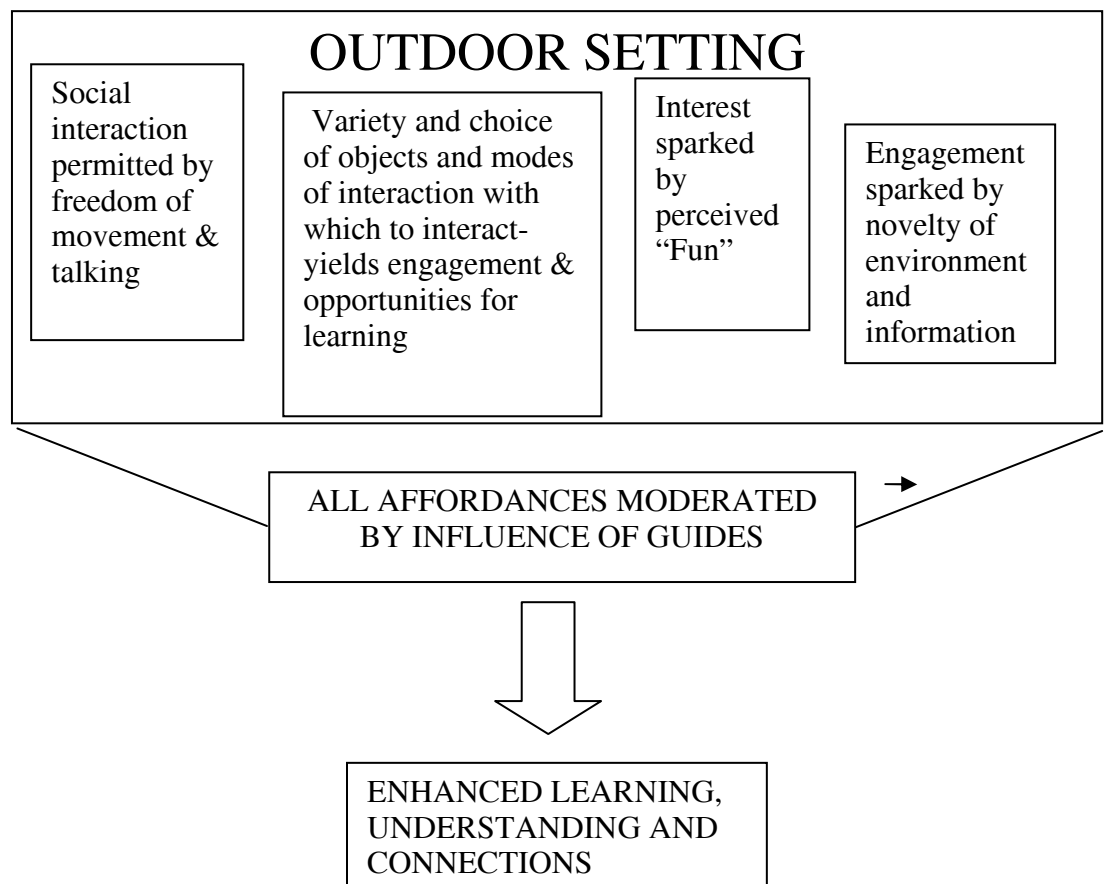 OUTDOOR SETTING
Social
interaction
permitted by
freedom of
movement &
talking
Variety and choice
of objects and modes
of interaction with
which to interact-
yields engagement &
opportunities for
learning
Interest
sparked
by
perceived
“Fun”
Engagement
sparked by
novelty of
environment
and
information
ALL AFFORDANCES MODERATED
BY INFLUENCE OF GUIDES
ENHANCED LEARNING,
UNDERSTANDING AND
CONNECTIONS